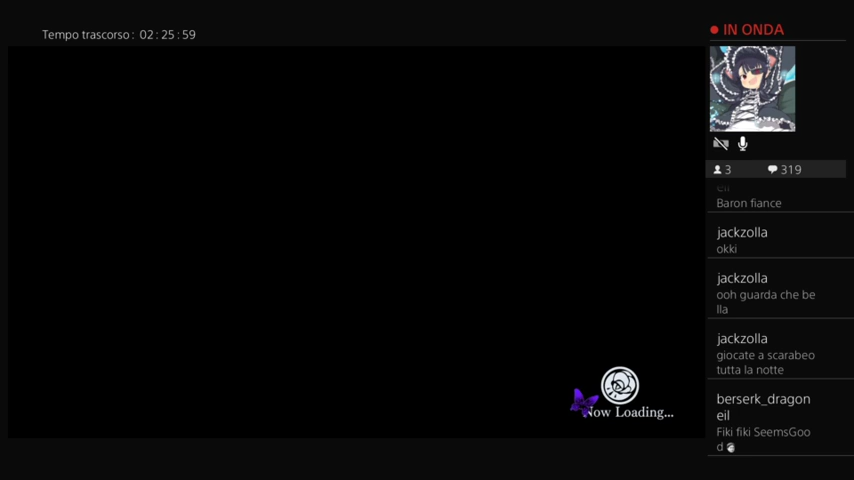 Tempo trascorso: 02:25:59
IN ONDA
3 319
eil
Baron fiance
jackzolla
okki
jackzolla
ooh guarda che be
lla
jackzolla
giocate a scarabeo
tutta la notte
berserk_dragon
eil
Fiki fiki SeemsGoo
d
Now Loading...